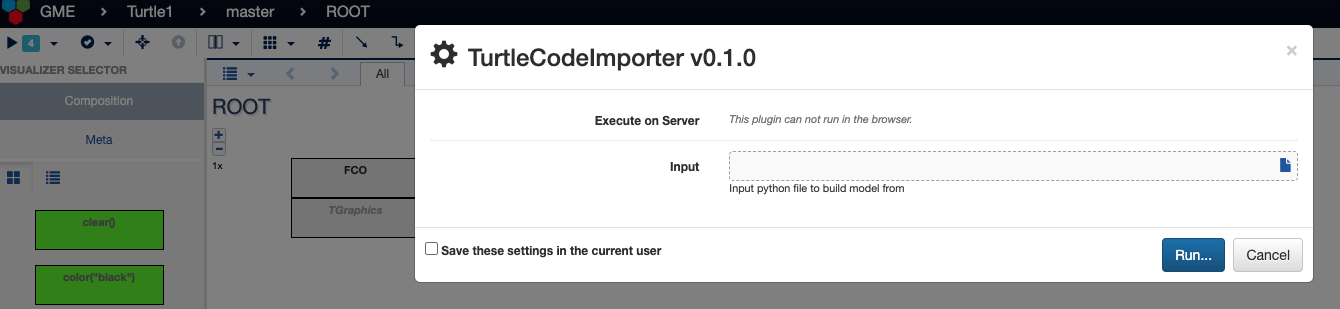 GME > Turtle1 > master > ROOT
4
VISUALIZER SELECTOR
Composition
Meta
clear()
color("black")
All
ROOT
1x
FCO
TGraphics
TurtleCodeImporter v0.1.0
×
Execute on Server
This plugin can not run in the browser.
Input
Input python file to build model from
Save these settings in the current user
Run...
Cancel